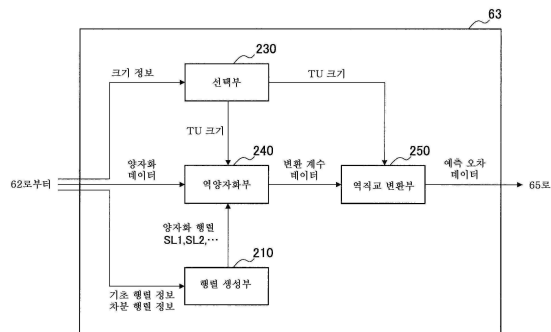 63
230
크기 정보
선택부
TU 크기
TU 크기
240
250
62로부터
양자화
데이터
역양자화부
변환 계수
데이터
역직교 변환부
예측 오차
데이터
65로
양자화 행렬
SL1,SL2,…
210
행렬 생성부
기초 행렬 정보
차분 행렬 정보